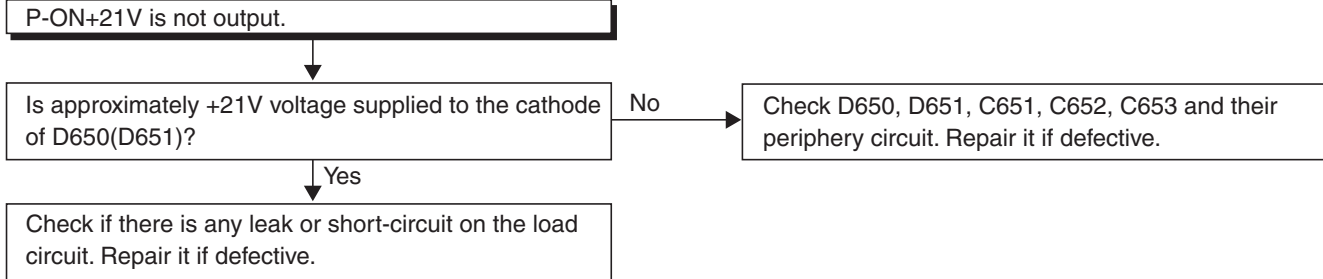 P-ON+21V is not output.
Is approximately +21V voltage supplied to the cathode
of D650(D651)?
No
Check D650, D651, C651, C652, C653 and their
periphery circuit. Repair it if defective.
Yes
Check if there is any leak or short-circuit on the load
circuit. Repair it if defective.